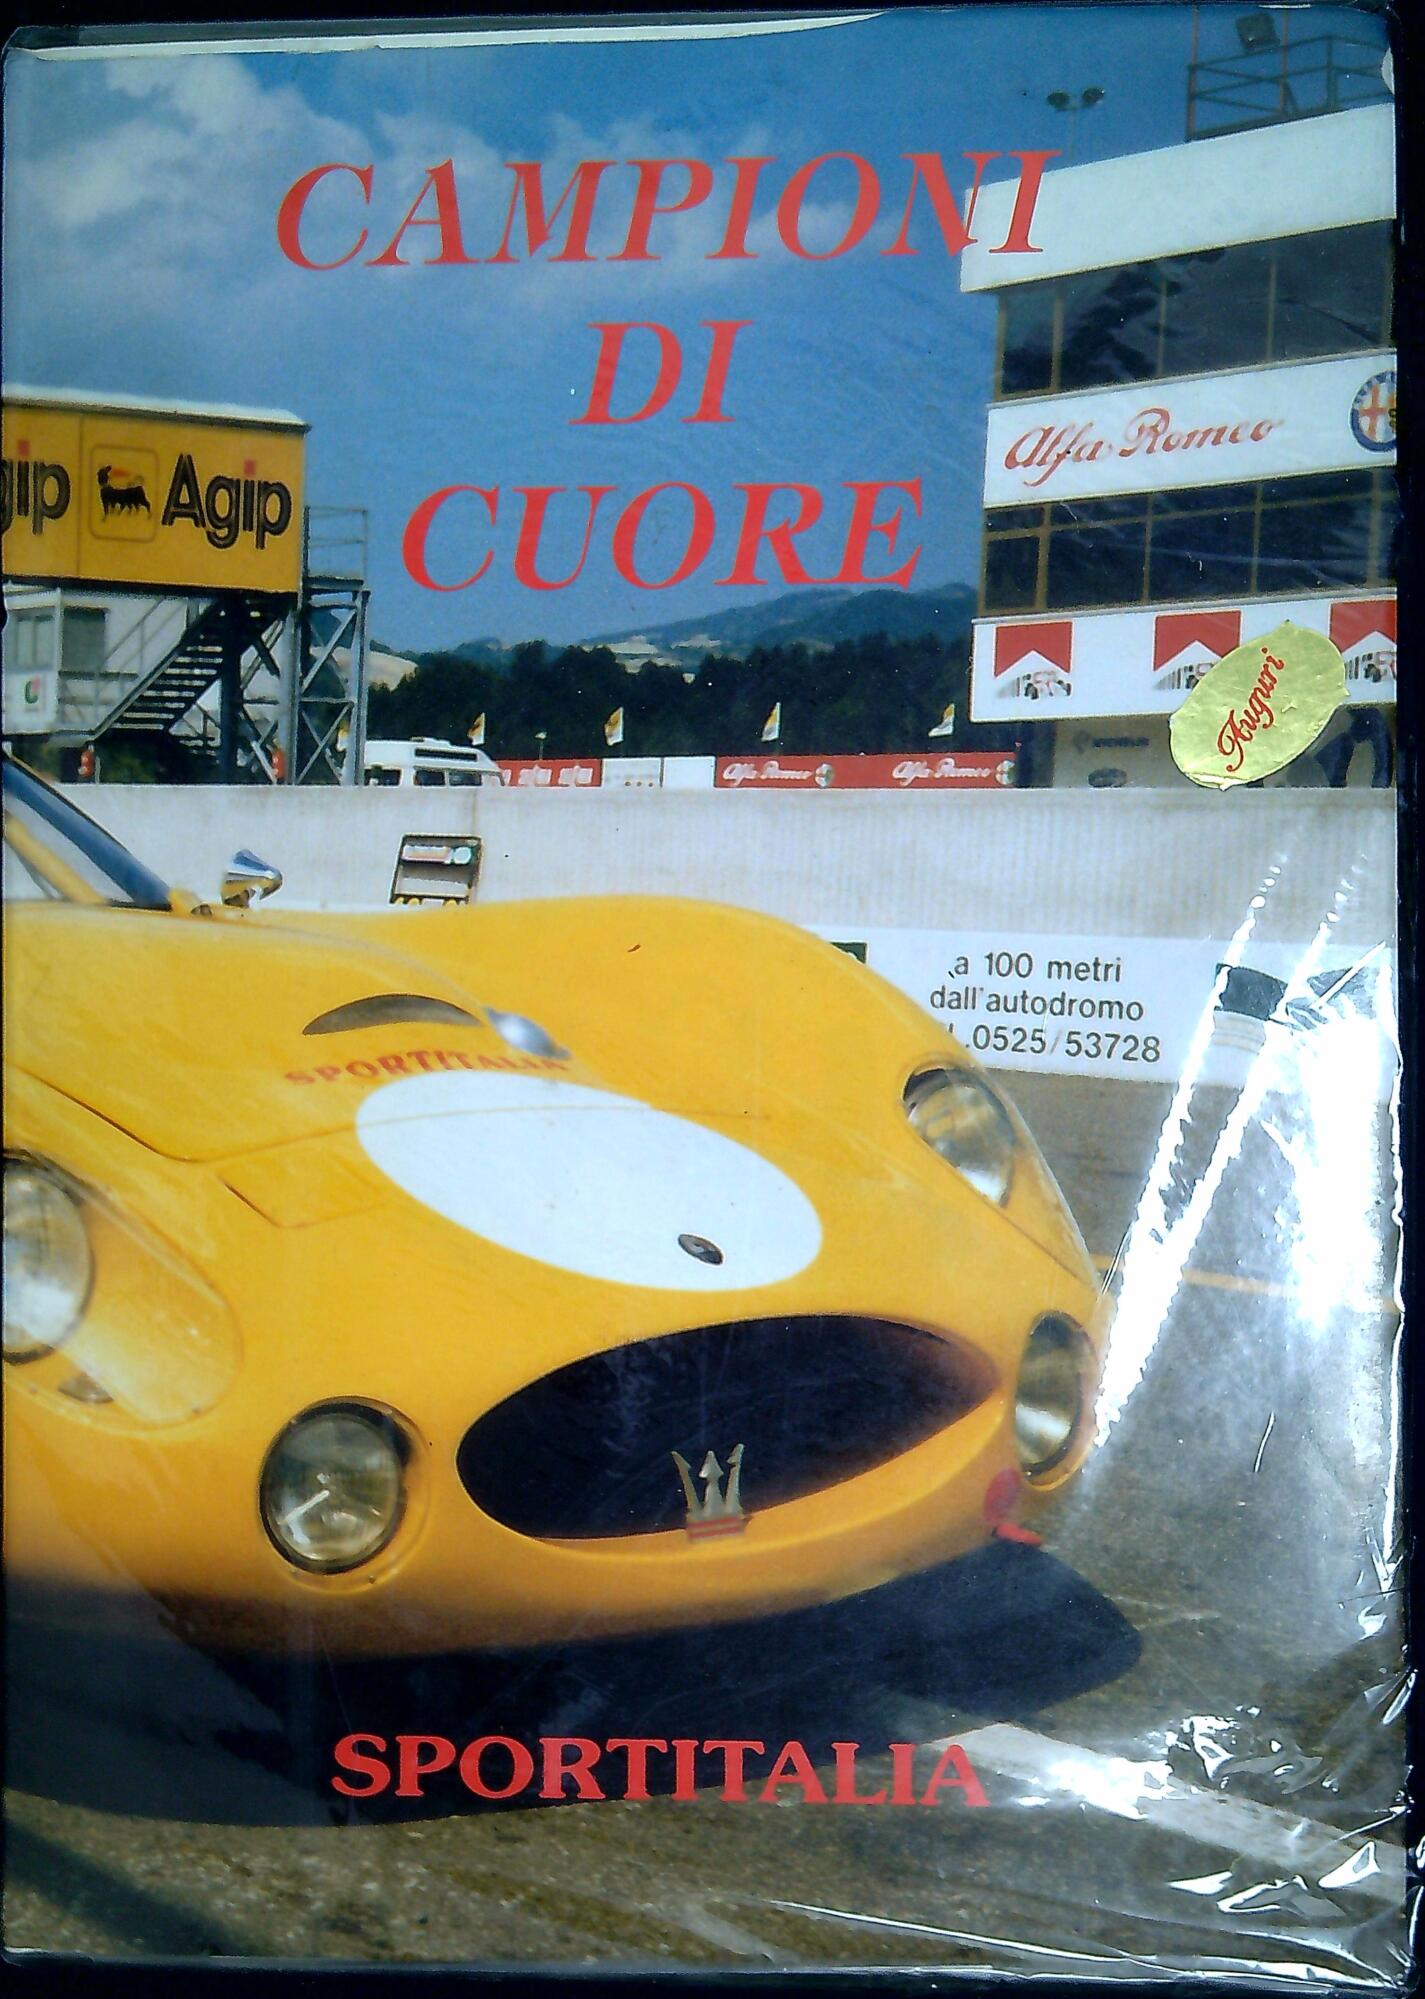 CAMPIONI
DI
CUORE
Alfa Romeo
gip Agip
Auguri
Alfa Romeo Alfa Romeo
a 100 metri
dall'autodromo
.0525/53728
SPORTITALIA
SPORTITALIA